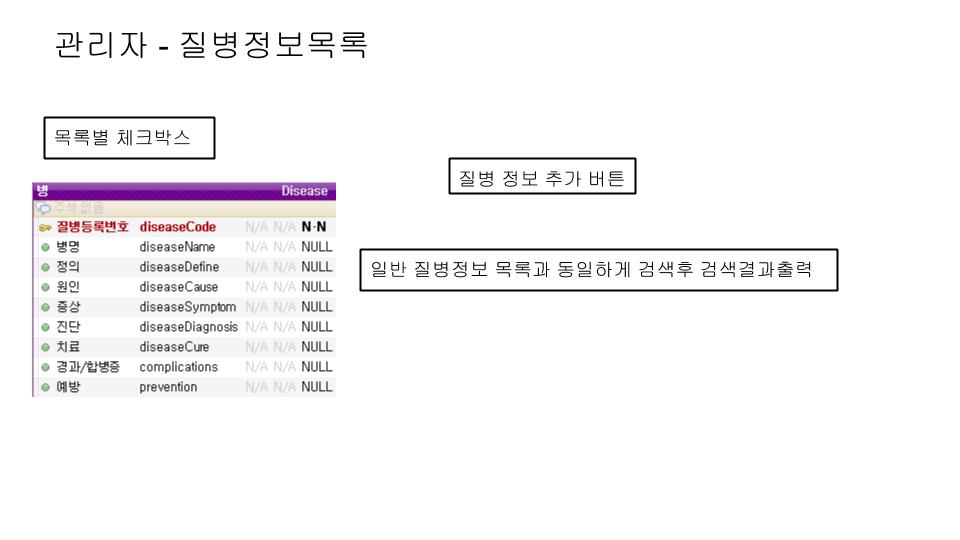 관리자 - 질병정보목록
목록별 체크박스
질병 정보 추가 버튼
병 Disease
주석 없음
질병등록번호 diseaseCode N/A N/A N·N
병명 diseaseName N/A N/A NULL
정의 diseaseDefine N/A N/A NULL
원인 diseaseCause N/A N/A NULL
증상 diseaseSymptom N/A N/A NULL
진단 diseaseDiagnosis N/A N/A NULL
치료 diseaseCure N/A N/A NULL
경과/합병증 complications N/A N/A NULL
예방 prevention N/A N/A NULL
일반 질병정보 목록과 동일하게 검색후 검색결과출력